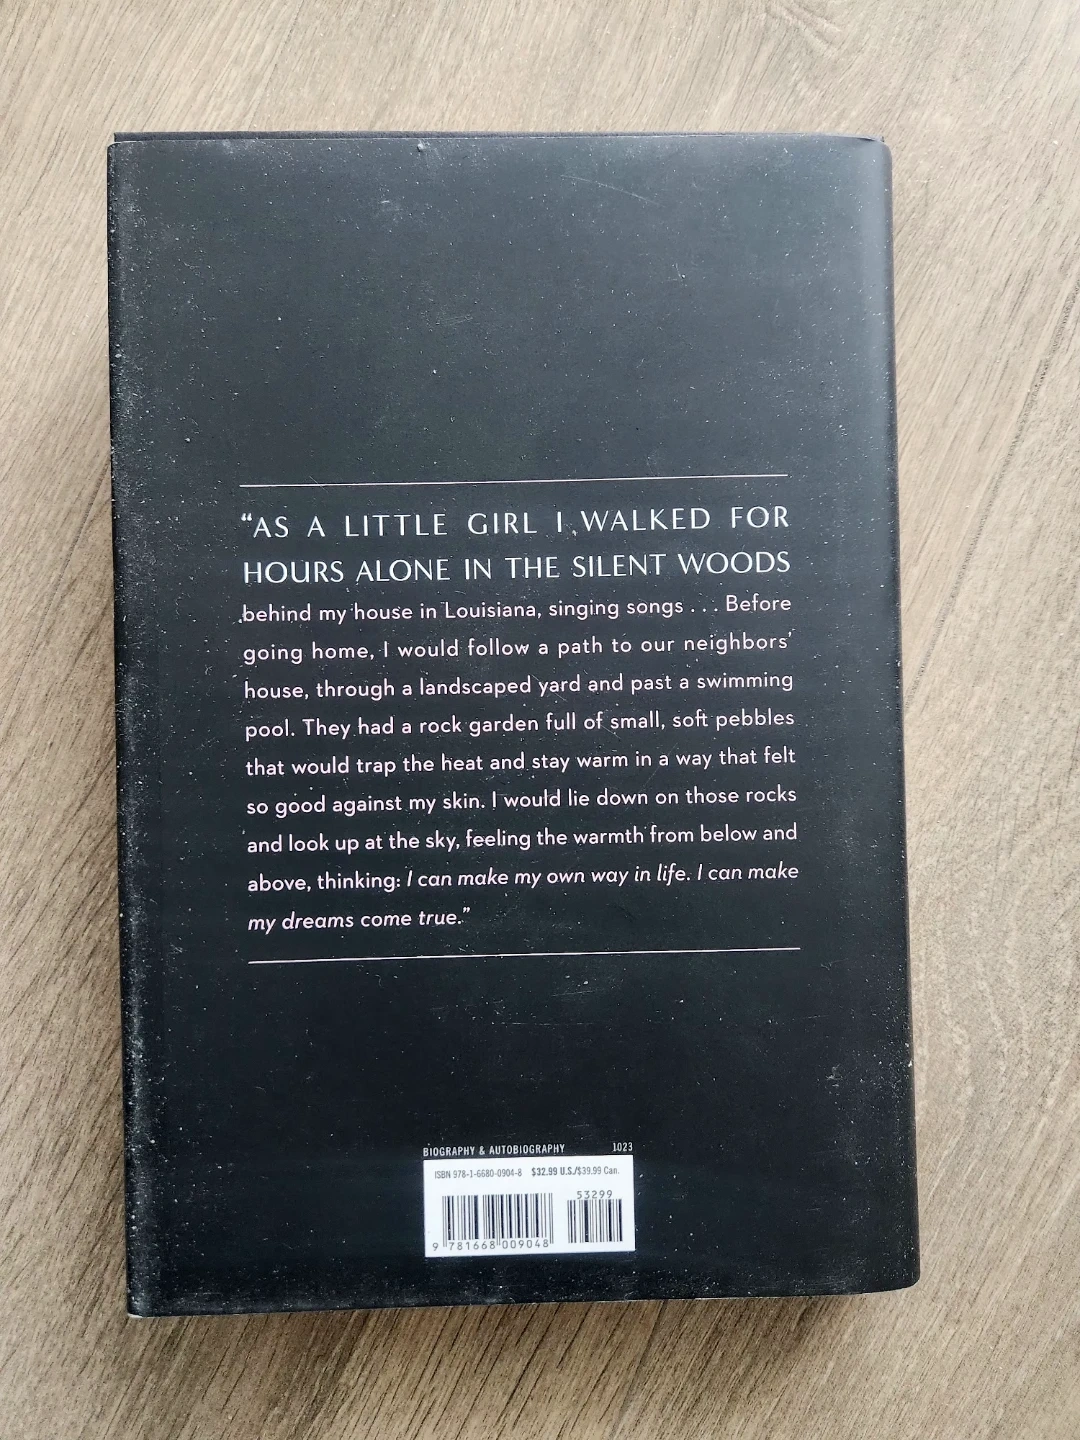 “AS A LITTLE GIRL I WALKED FOR
HOURS ALONE IN THE SILENT WOODS
behind my house in Louisiana, singing songs . . . Before
going home, I would follow a path to our neighbors’
house, through a landscaped yard and past a swimming
pool. They had a rock garden full of small, soft pebbles
that would trap the heat and stay warm in a way that felt
so good against my skin. I would lie down on those rocks
and look up at the sky, feeling the warmth from below and
above, thinking: I can make my own way in life. I can make
my dreams come true.”
BIOGRAPHY & AUTOBIOGRAPHY 1023
ISBN 978-1-6680-0904-8 $32.99 U.S./$39.99 Can.
53299
9 781668 009048